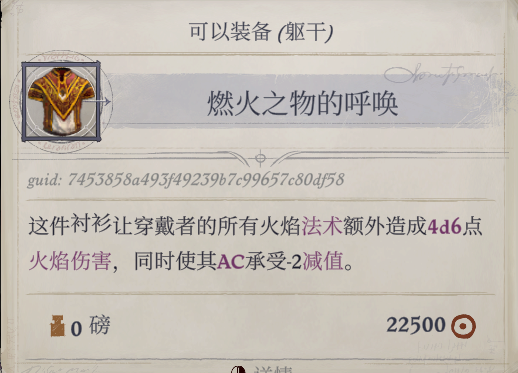 可以装备 (躯干)
燃火之物的呼唤
guid: 7453858a493f49239b7c99657c80df58
这件衬衫让穿戴者的所有火焰法术额外造成4d6点
火焰伤害，同时使其AC承受-2减值。
0 磅 22500